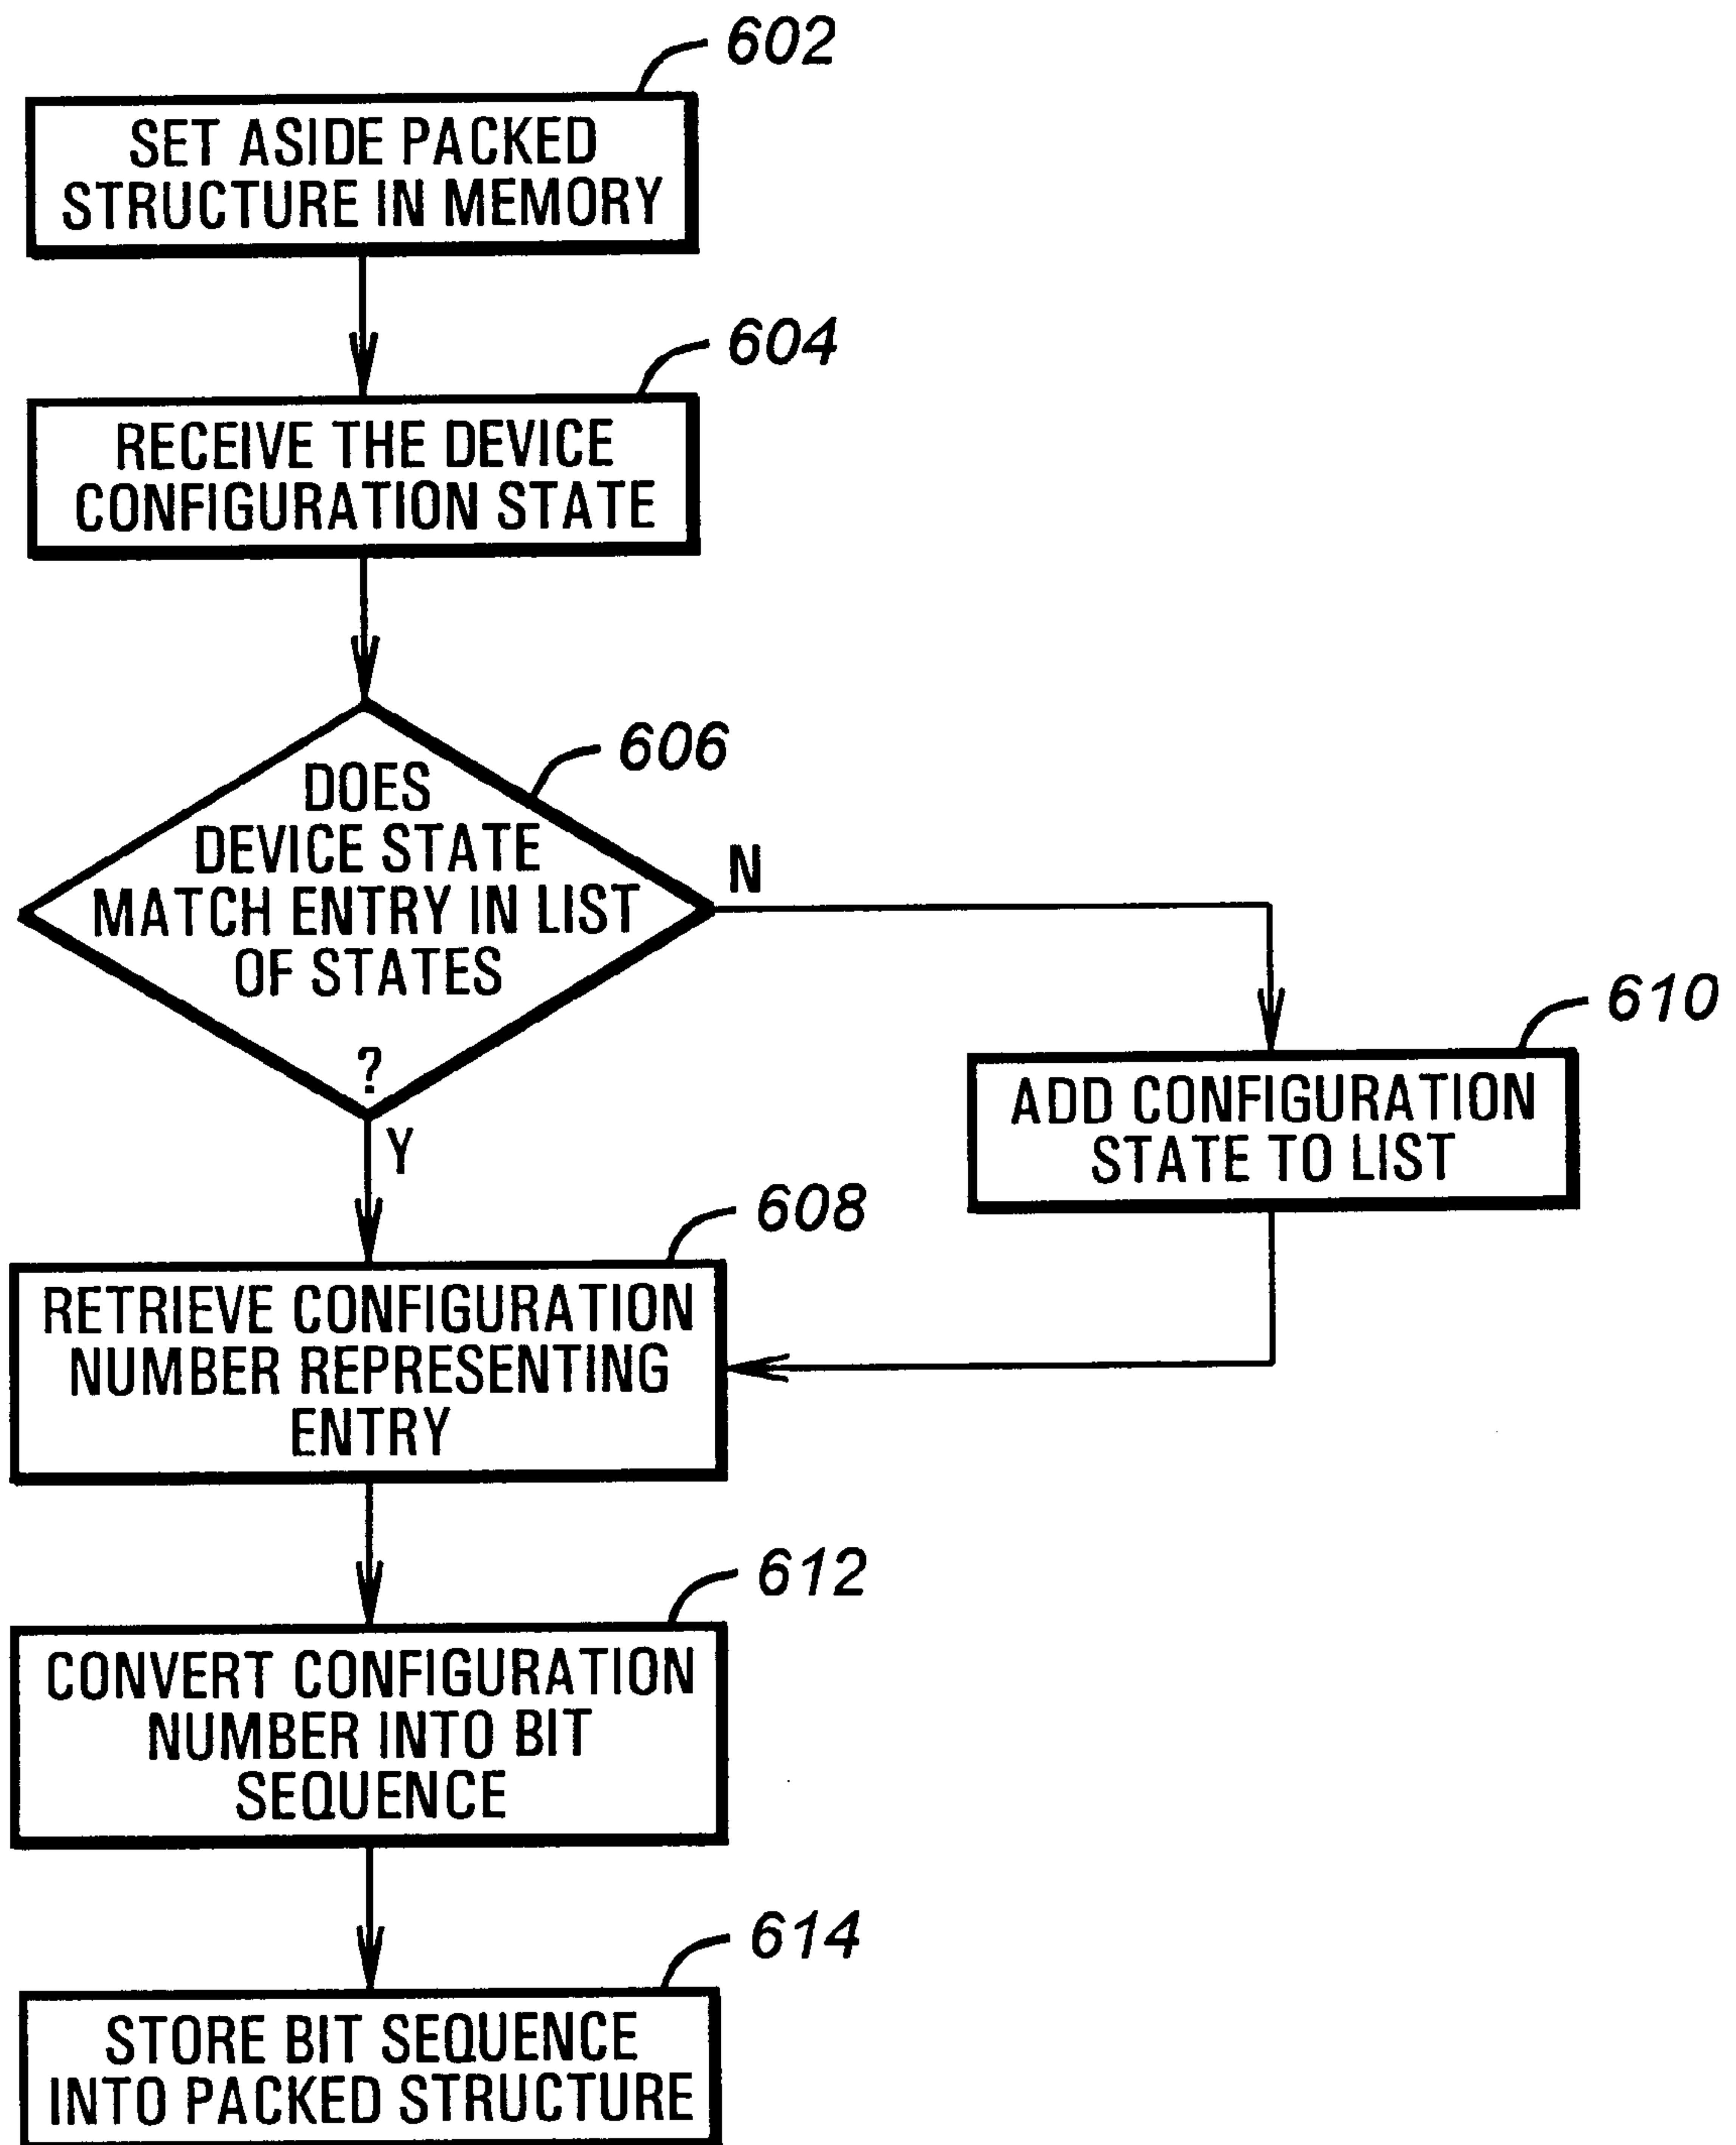 602
SET ASIDE PACKED
STRUCTURE IN MEMORY
604
RECEIVE THE DEVICE
CONFIGURATION STATE
606
DOES
DEVICE STATE
MATCH ENTRY IN LIST
OF STATES
?
N
Y
610
ADD CONFIGURATION
STATE TO LIST
608
RETRIEVE CONFIGURATION
NUMBER REPRESENTING
ENTRY
612
CONVERT CONFIGURATION
NUMBER INTO BIT
SEQUENCE
614
STORE BIT SEQUENCE
INTO PACKED STRUCTURE